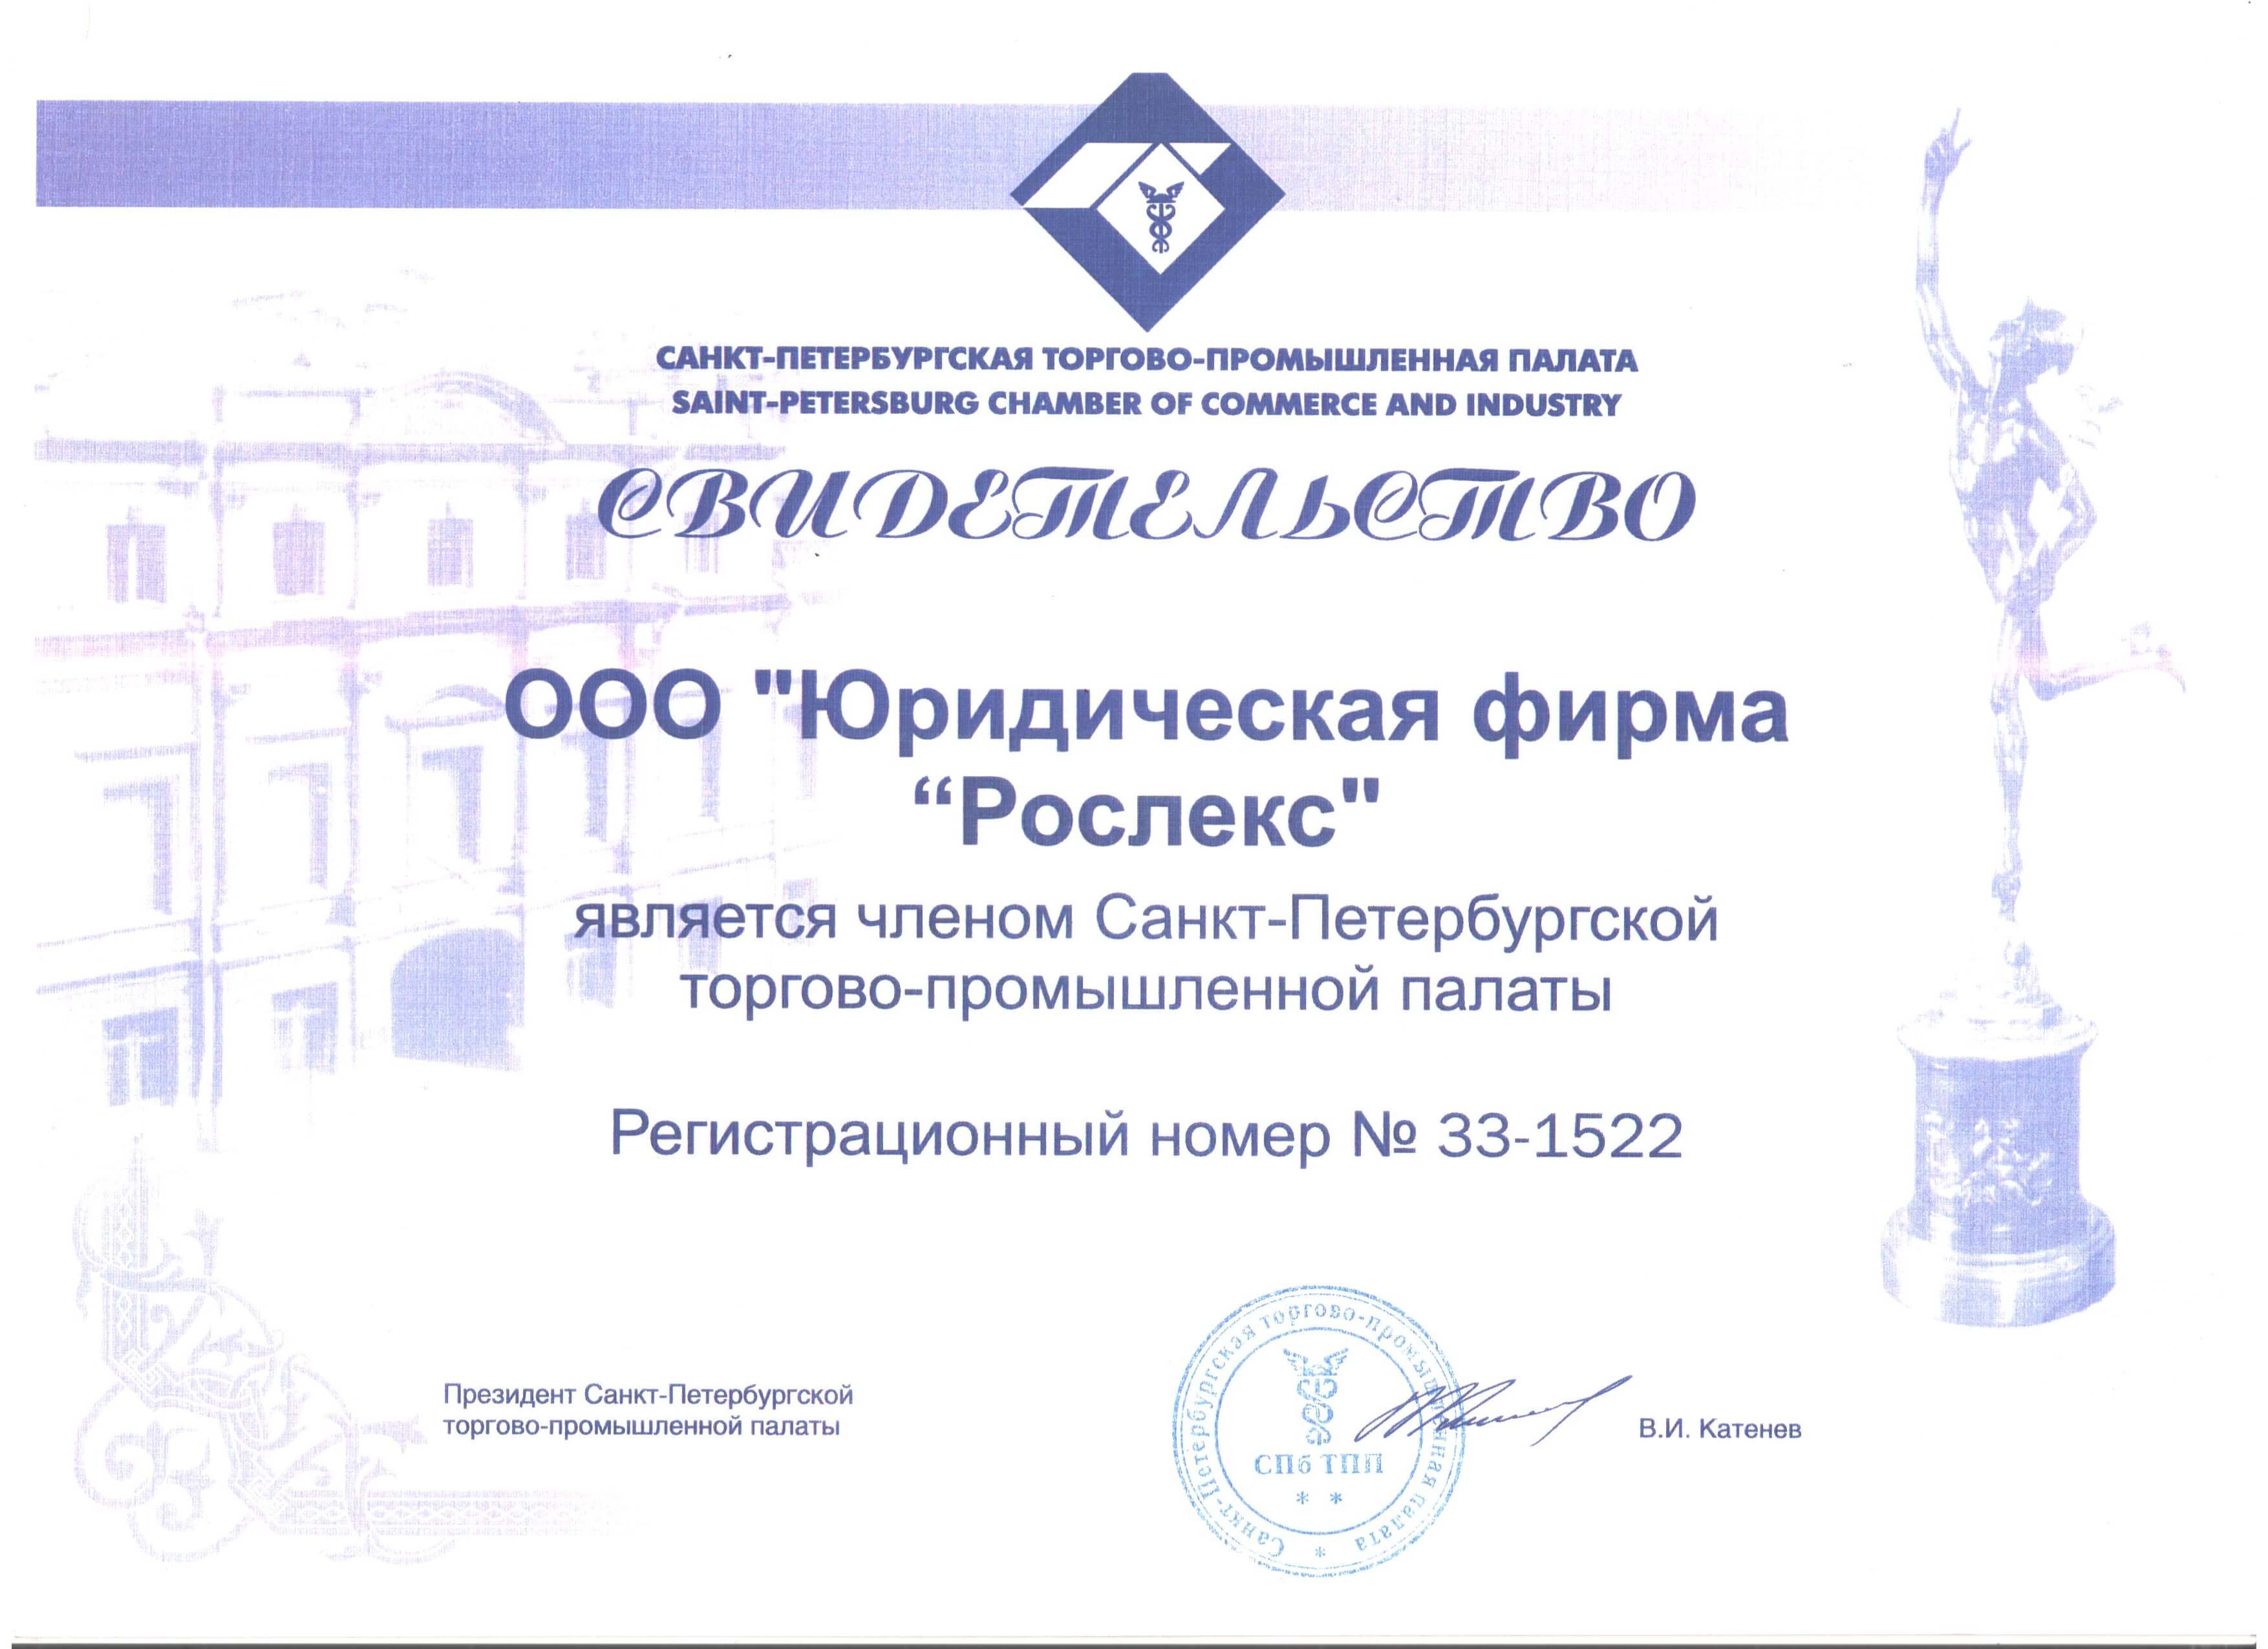 САНКТ-ПЕТЕРБУРГСКАЯ ТОРГОВО-ПРОМЫШЛЕННАЯ ПАЛАТА
SAINT-PETERSBURG CHAMBER OF COMMERCE AND INDUSTRY
СВИДЕТЕЛЬСТВО
ООО "Юридическая фирма
“Рослекс"
является членом Санкт-Петербургской
торгово-промышленной палаты
Регистрационный номер № 33-1522
Президент Санкт-Петербургской
торгово-промышленной палаты
Санкт-Петербургская торгово-промышленная палата *
СПб ТПП
* *
В.И. Катенев